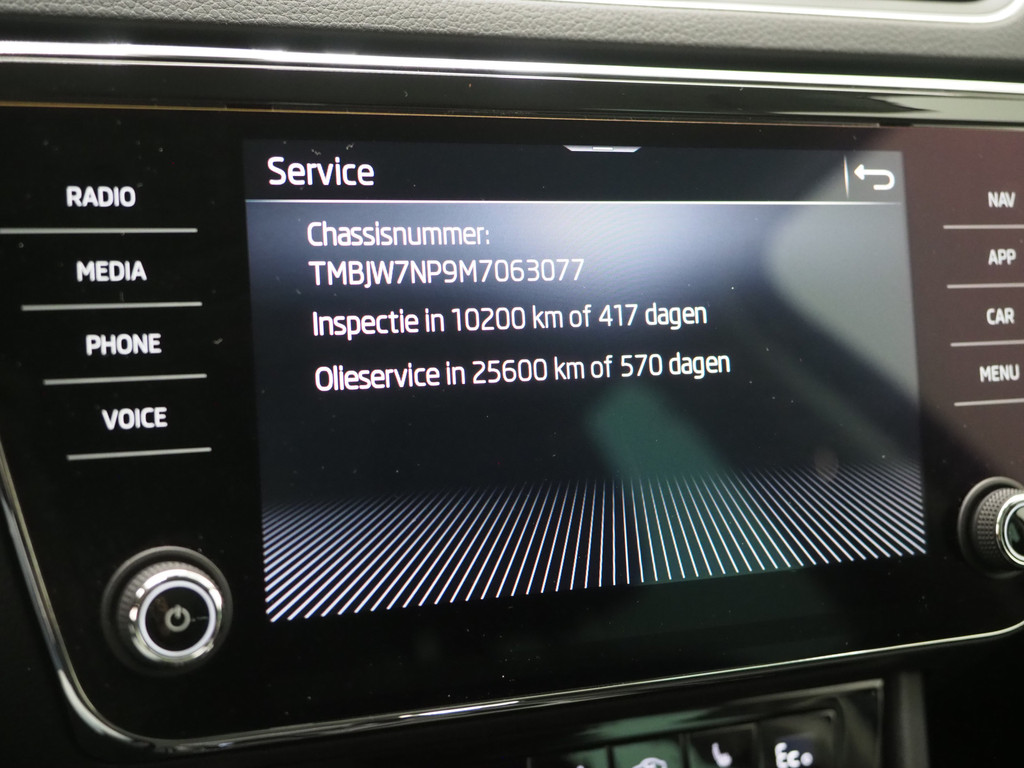 Service
RADIO
MEDIA
PHONE
VOICE
Chassisnummer:
TMBJW7NP9M7063077
Inspectie in 10200 km of 417 dagen
Olieservice in 25600 km of 570 dagen
NAV
APP
CAR
MENU
Eco